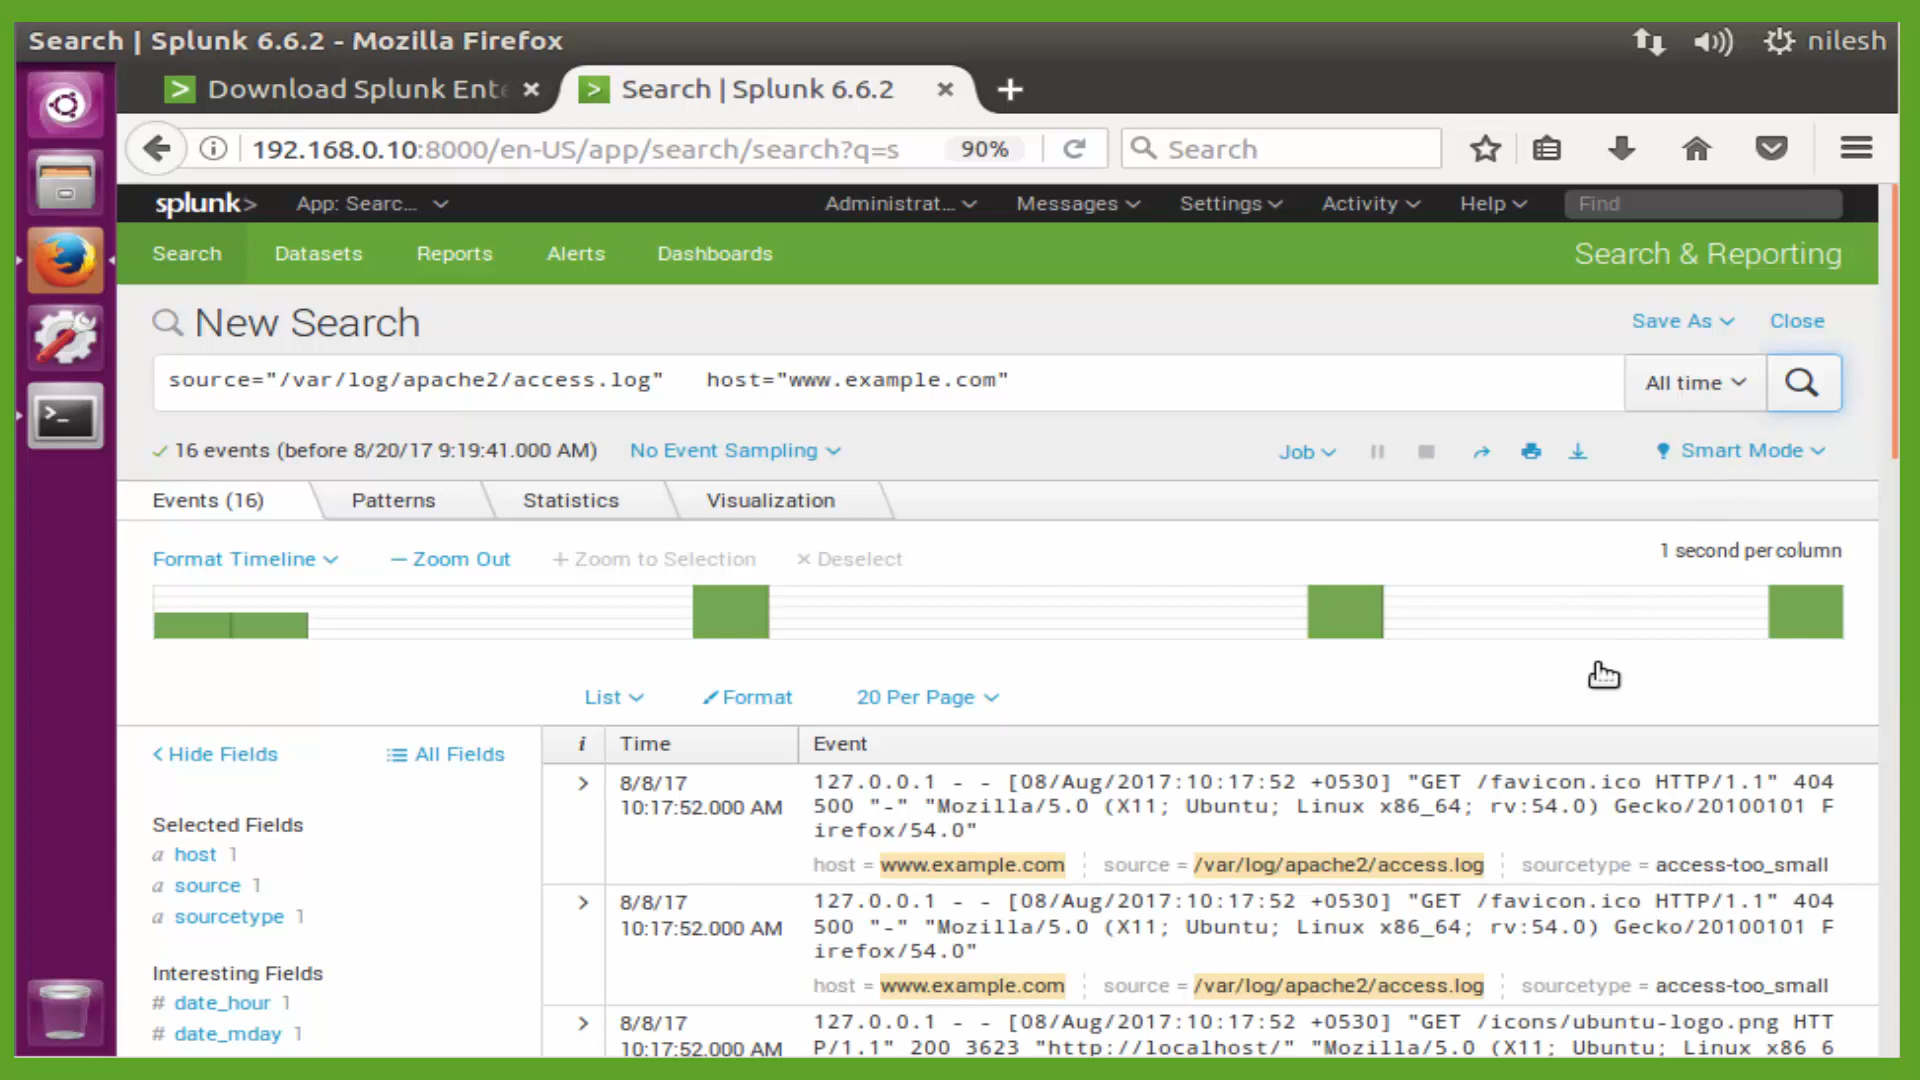 Search | Splunk 6.6.2 - Mozilla Firefox
nilesh
Download Splunk Ente
Search | Splunk 6.6.2
192.168.0.10:8000/en-US/app/search/search?q=s
90%
Search
splunk>
App: Searc...
Administrat...
Messages
Settings
Activity
Help
Find
Search
Datasets
Reports
Alerts
Dashboards
Search & Reporting
New Search
Save As
Close
source="/var/log/apache2/access.log" host="www.example.com"
All time
16 events (before 8/20/17 9:19:41.000 AM)
No Event Sampling
Job
Smart Mode
Events (16)
Patterns
Statistics
Visualization
Format Timeline
— Zoom Out
+ Zoom to Selection
× Deselect
1 second per column
List
Format
20 Per Page
< Hide Fields
All Fields
i
Time
Event
Selected Fields
a host 1
a source 1
a sourcetype 1
Interesting Fields
# date_hour 1
# date_mday 1
8/8/17
10:17:52.000 AM
127.0.0.1 - - [08/Aug/2017:10:17:52 +0530] "GET /favicon.ico HTTP/1.1" 404
500 "-" "Mozilla/5.0 (X11; Ubuntu; Linux x86_64; rv:54.0) Gecko/20100101 F
irefox/54.0"
host = www.example.com source = /var/log/apache2/access.log sourcetype = access-too_small
8/8/17
10:17:52.000 AM
127.0.0.1 - - [08/Aug/2017:10:17:52 +0530] "GET /favicon.ico HTTP/1.1" 404
500 "-" "Mozilla/5.0 (X11; Ubuntu; Linux x86_64; rv:54.0) Gecko/20100101 F
irefox/54.0"
host = www.example.com source = /var/log/apache2/access.log sourcetype = access-too_small
8/8/17
10:17:52.000 AM
127.0.0.1 - - [08/Aug/2017:10:17:52 +0530] "GET /icons/ubuntu-logo.png HTT
P/1.1" 200 3623 "http://localhost/" "Mozilla/5.0 (X11; Ubuntu; Linux x86_6